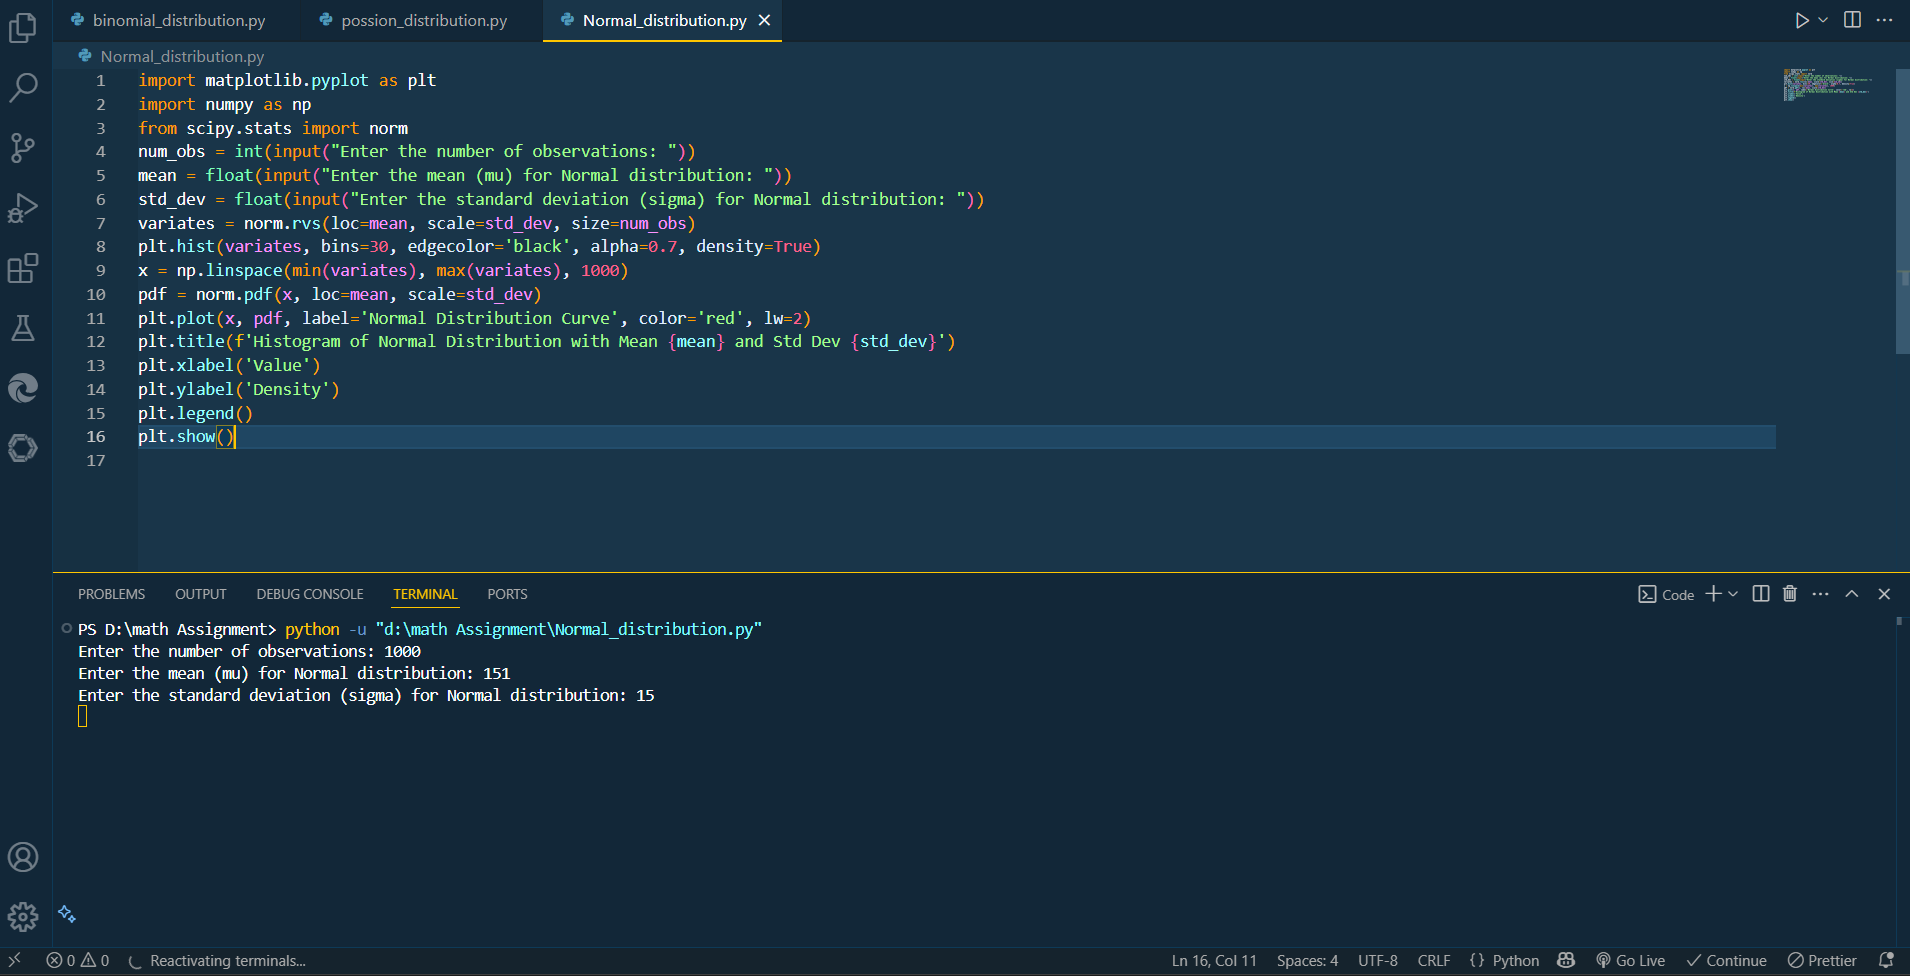 binomial_distribution.py possion_distribution.py Normal_distribution.py
Normal_distribution.py
1 import matplotlib.pyplot as plt
2 import numpy as np
3 from scipy.stats import norm
4 num_obs = int(input("Enter the number of observations: "))
5 mean = float(input("Enter the mean (mu) for Normal distribution: "))
6 std_dev = float(input("Enter the standard deviation (sigma) for Normal distribution: "))
7 variates = norm.rvs(loc=mean, scale=std_dev, size=num_obs)
8 plt.hist(variates, bins=30, edgecolor='black', alpha=0.7, density=True)
9 x = np.linspace(min(variates), max(variates), 1000)
10 pdf = norm.pdf(x, loc=mean, scale=std_dev)
11 plt.plot(x, pdf, label='Normal Distribution Curve', color='red', lw=2)
12 plt.title(f'Histogram of Normal Distribution with Mean {mean} and Std Dev {std_dev}')
13 plt.xlabel('Value')
14 plt.ylabel('Density')
15 plt.legend()
16 plt.show()
17
PROBLEMS OUTPUT DEBUG CONSOLE TERMINAL PORTS Code
PS D:\math Assignment> python -u "d:\math Assignment\Normal_distribution.py"
Enter the number of observations: 1000
Enter the mean (mu) for Normal distribution: 151
Enter the standard deviation (sigma) for Normal distribution: 15
0 0 Reactivating terminals... Ln 16, Col 11 Spaces: 4 UTF-8 CRLF {} Python Go Live Continue Prettier